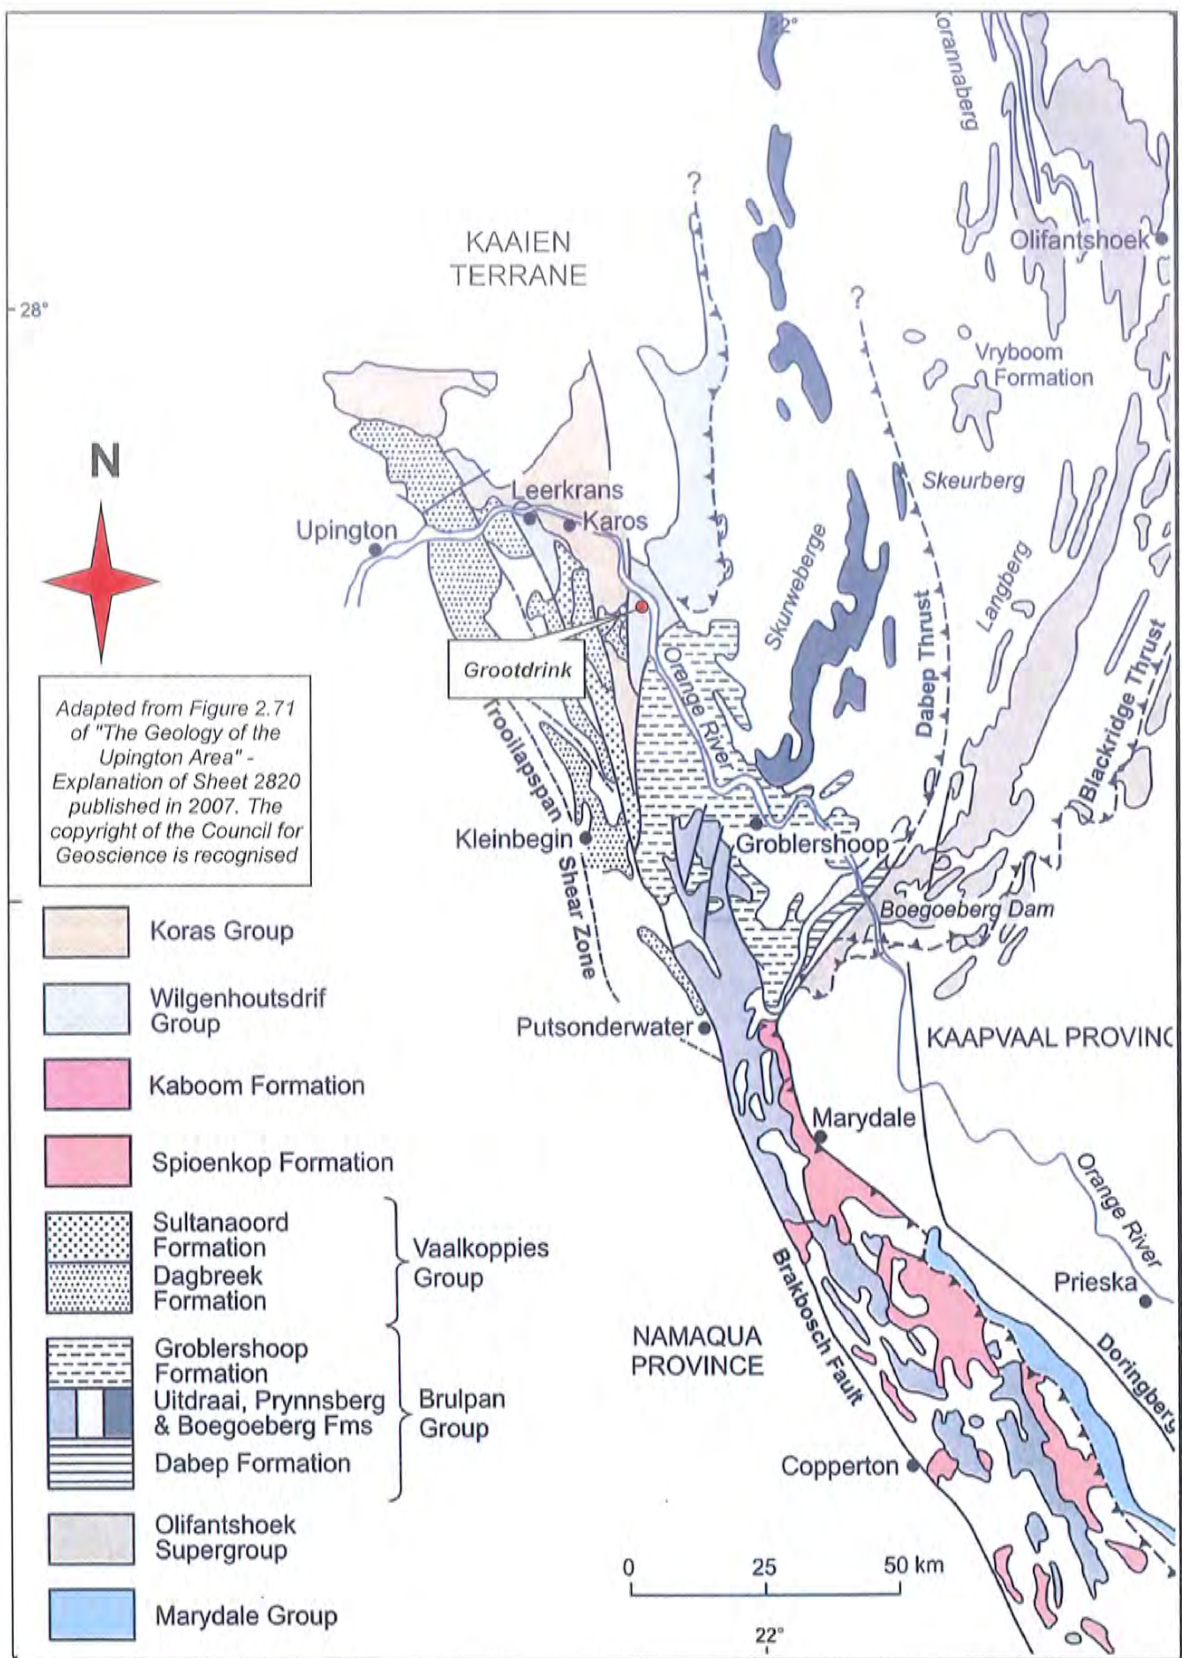 22°
Korannaberg
?
KAAIEN
TERRANE
Olifantshoek
28°
?
Vryboom
Formation
N
Skeurberg
Leerkrans
Upington
Karos
Skurweberge
Langberg
Dabep Thrust
Blackridge Thrust
Grootdrink
Orange River
Adapted from Figure 2.71
of "The Geology of the
Upington Area" -
Explanation of Sheet 2820
published in 2007. The
copyright of the Council for
Geoscience is recognised
Trooilapspan Shear Zone
Kleinbegin
Groblershoop
Boegoeberg Dam
Koras Group
Wilgenhoutsdrif
Group
Putsonderwater
KAAPVAAL PROVINC
Kaboom Formation
Marydale
Spioenkop Formation
Orange River
Sultanaoord
Formation
Dagbreek
Formation
Vaalkoppies
Group
Prieska
Brakbosch Fault
NAMAQUA
PROVINCE
Doringberg
Groblershoop
Formation
Uitdraai, Prynnsberg
& Boegoeberg Fms
Dabep Formation
Brulpan
Group
Copperton
Olifantshoek
Supergroup
0 25 50 km
Marydale Group
22°